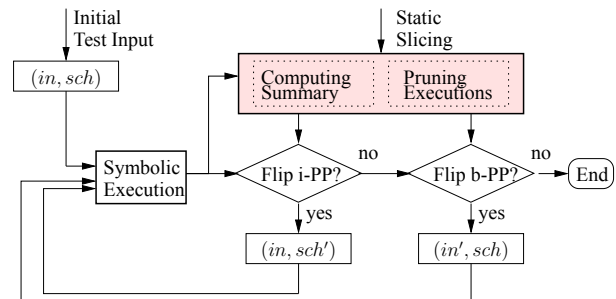 Initial
Test Input
Static
Slicing
(in, sch)
Computing
Summary
Pruning
Executions
Symbolic
Execution
Flip i-PP?
no
Flip b-PP?
no
End
yes
yes
(in, sch′)
(in′, sch)